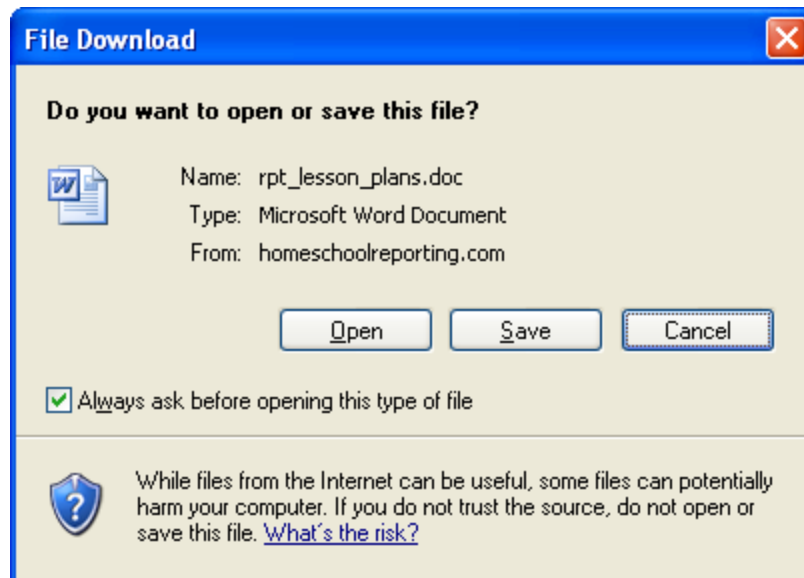 File Download
Do you want to open or save this file?
Name: rpt_lesson_plans.doc
Type: Microsoft Word Document
From: homeschoolreporting.com
Open Save Cancel
Always ask before opening this type of file
While files from the Internet can be useful, some files can potentially
harm your computer. If you do not trust the source, do not open or
save this file. What's the risk?